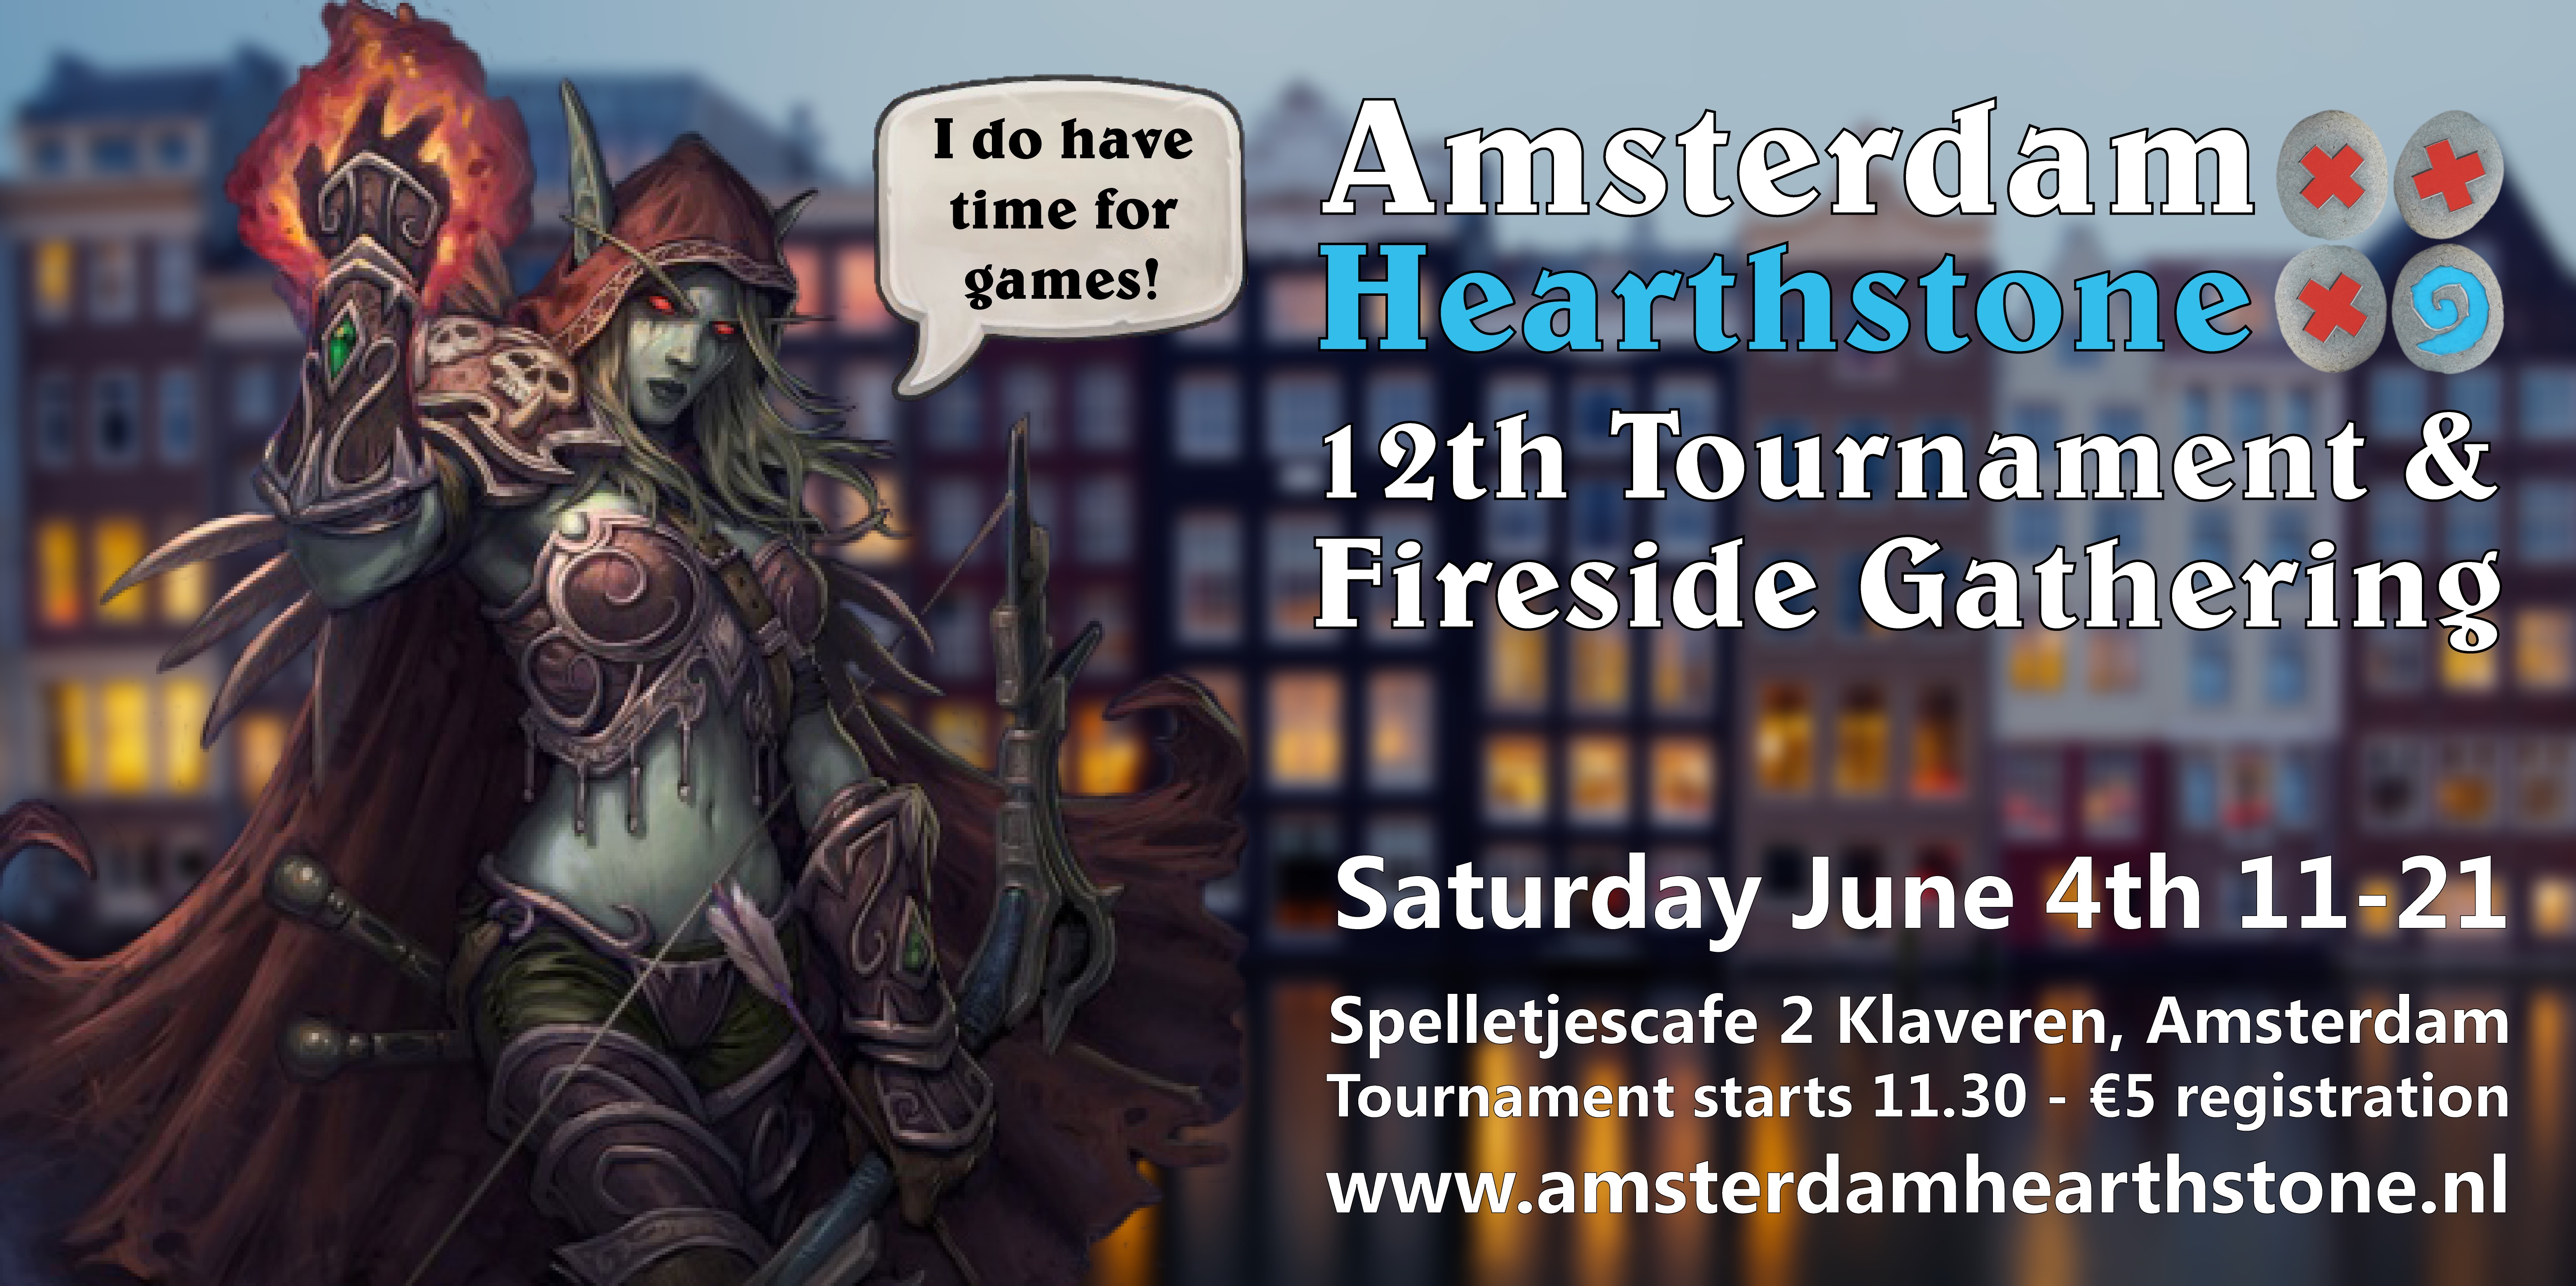 I do have
time for
games!
Amsterdam
Hearthstone
12th Tournament &
Fireside Gathering
Saturday June 4th 11-21
Spelletjescafe 2 Klaveren, Amsterdam
Tournament starts 11.30 - €5 registration
www.amsterdamhearthstone.nl